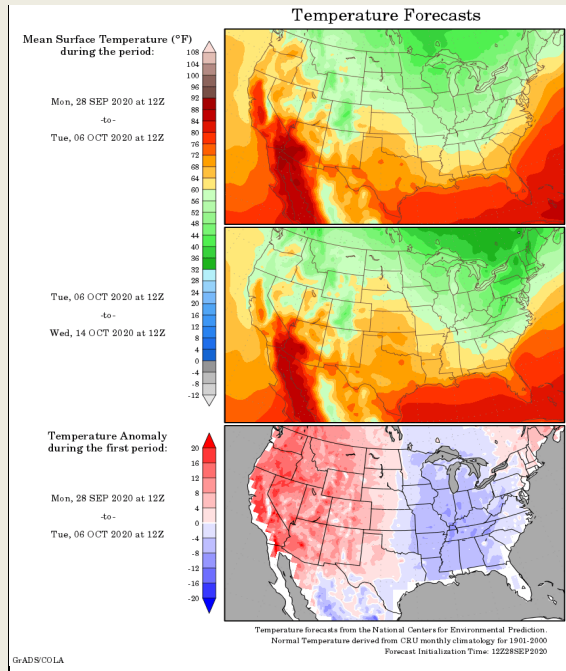 Temperature Forecasts
Mean Surface Temperature (°F)
during the period:
Mon, 28 SEP 2020 at 12Z
-to-
Tue, 06 OCT 2020 at 12Z
108
104
100
96
92
88
84
80
76
72
68
64
60
56
52
48
44
40
36
32
28
24
20
16
12
8
4
0
-4
-8
-12
Tue, 06 OCT 2020 at 12Z
-to-
Wed, 14 OCT 2020 at 12Z
Temperature Anomaly
during the first period:
Mon, 28 SEP 2020 at 12Z
-to-
Tue, 06 OCT 2020 at 12Z
20
16
12
8
4
0
-4
-8
-12
-16
-20
Temperature forecasts from the National Centers for Environmental Prediction.
Normal Temperature derived from CRU monthly climatology for 1901-2000
Forecast Initialization Time: 12Z28SEP2020
GrADS/COLA